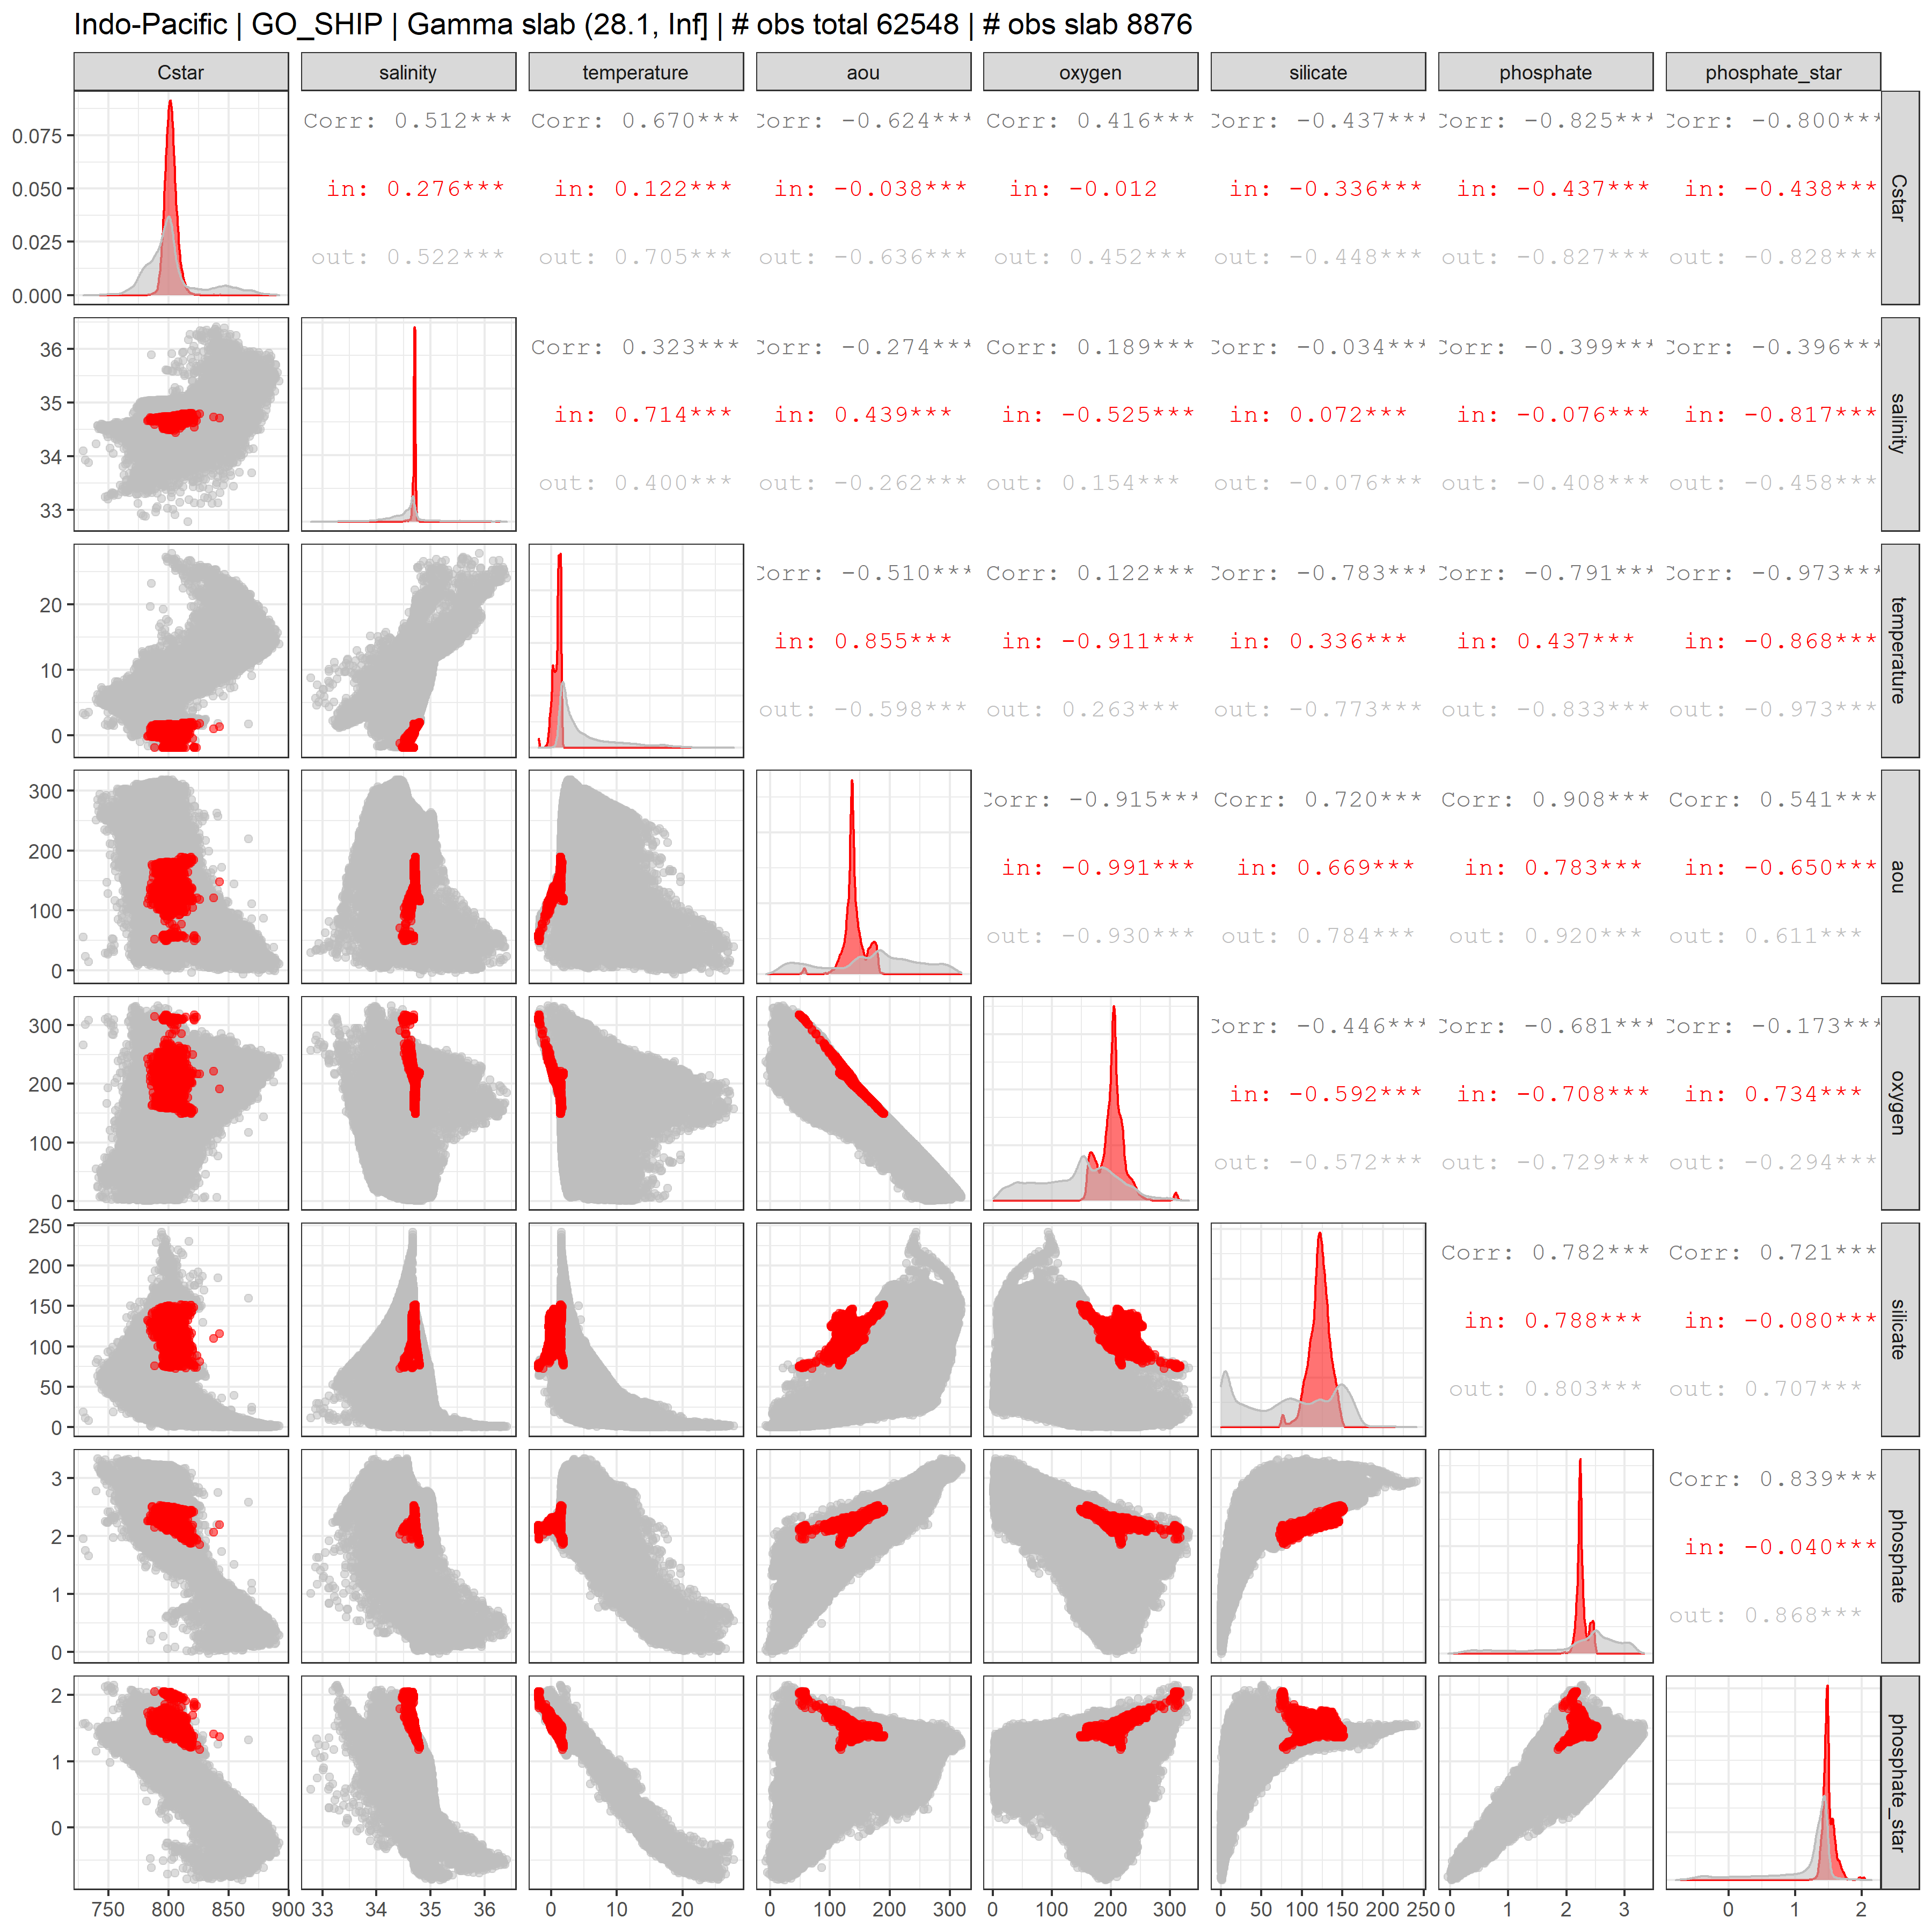 Indo-Pacific | GO_SHIP | Gamma slab (28.1, Inf] | # obs total 62548 | # obs slab 8876
Cstar salinity temperature aou oxygen silicate phosphate phosphate_star
Corr: 0.512*** Corr: 0.670*** Corr: -0.624*** Corr: 0.416*** Corr: -0.437*** Corr: -0.825*** Corr: -0.800***
0.075
in: 0.276*** in: 0.122*** in: -0.038*** in: -0.012 in: -0.336*** in: -0.437*** in: -0.438***
0.050
Cstar
0.025
out: 0.522*** out: 0.705*** out: -0.636*** out: 0.452*** out: -0.448*** out: -0.827*** out: -0.828***
0.000
36
Corr: 0.323*** Corr: -0.274*** Corr: 0.189*** Corr: -0.034*** Corr: -0.399*** Corr: -0.396***
35
in: 0.714*** in: 0.439*** in: -0.525*** in: 0.072*** in: -0.076*** in: -0.817***
salinity
34
out: 0.400*** out: -0.262*** out: 0.154*** out: -0.076*** out: -0.408*** out: -0.458***
33
Corr: -0.510*** Corr: 0.122*** Corr: -0.783*** Corr: -0.791*** Corr: -0.973***
20
in: 0.855*** in: -0.911*** in: 0.336*** in: 0.437*** in: -0.868***
temperature
10
out: -0.598*** out: 0.263*** out: -0.773*** out: -0.833*** out: -0.973***
0
300
Corr: -0.915*** Corr: 0.720*** Corr: 0.908*** Corr: 0.541***
200
in: -0.991*** in: 0.669*** in: 0.783*** in: -0.650***
aou
100
out: -0.930*** out: 0.784*** out: 0.920*** out: 0.611***
0
300
Corr: -0.446*** Corr: -0.681*** Corr: -0.173***
200
in: -0.592*** in: -0.708*** in: 0.734***
oxygen
100
out: -0.572*** out: -0.729*** out: -0.294***
0
250
Corr: 0.782*** Corr: 0.721***
200
150
in: 0.788*** in: -0.080***
silicate
100
50
out: 0.803*** out: 0.707***
0
3
Corr: 0.839***
2
in: -0.040***
phosphate
1
out: 0.868***
0
2
1
phosphate_star
0
750 800 850 900 33 34 35 36 0 10 20 0 100 200 300 0 100 200 300 0 50 100 150 200 250 0 1 2 3 0 1 2